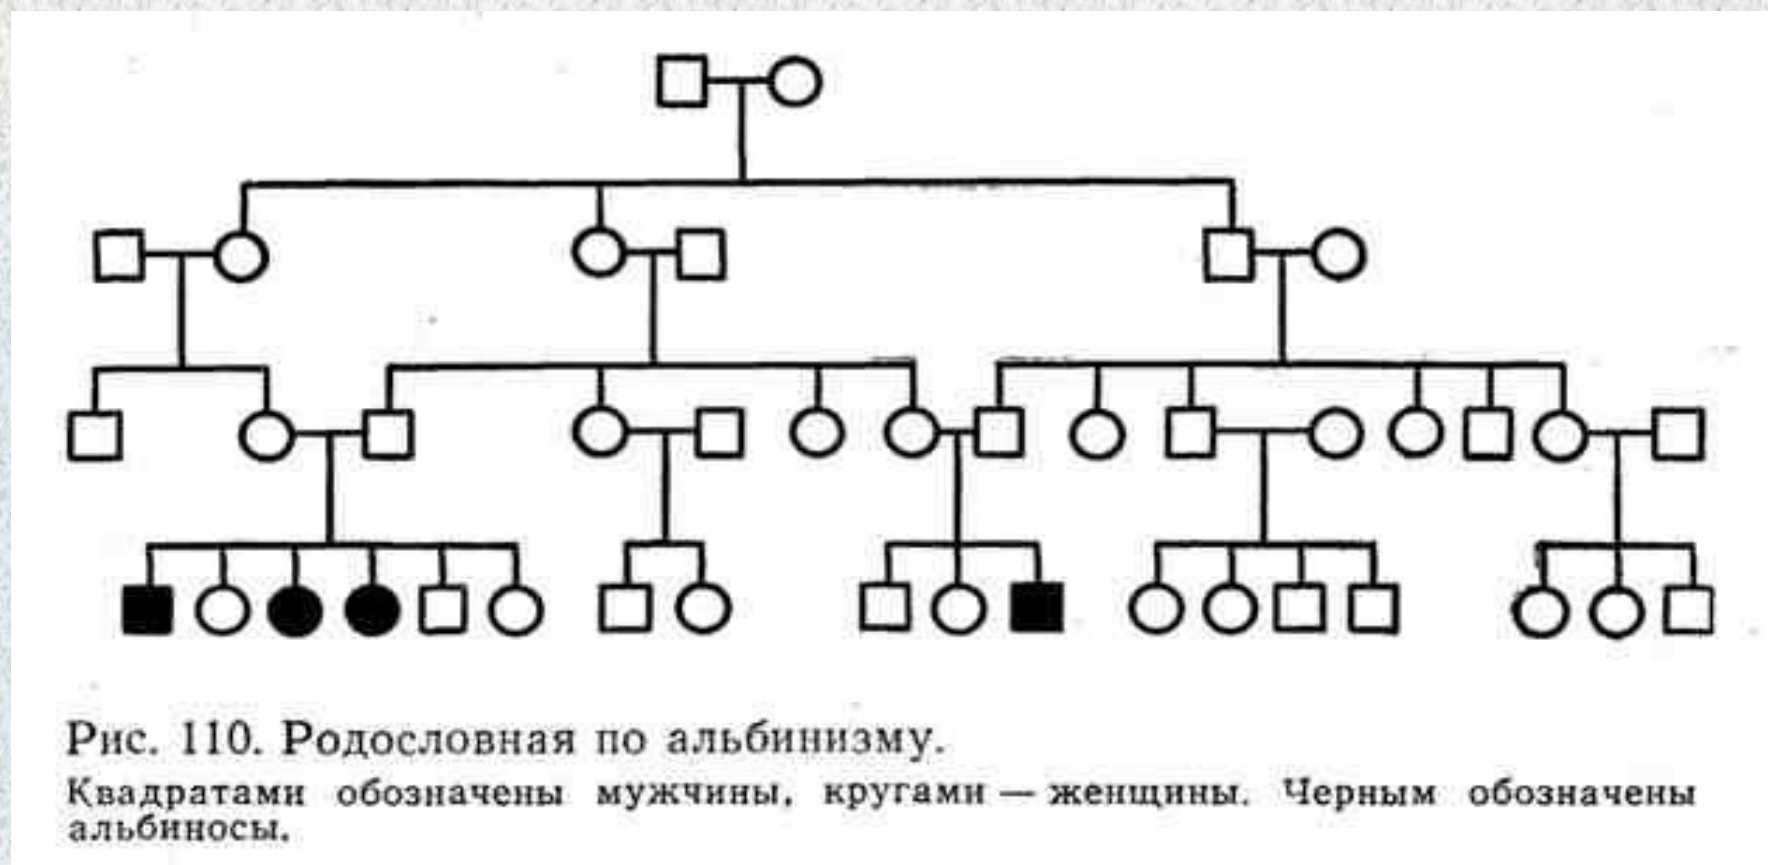 Рис. 110. Родословная по альбинизму.
Квадратами обозначены мужчины, кругами — женщины. Черным обозначены
альбиносы.